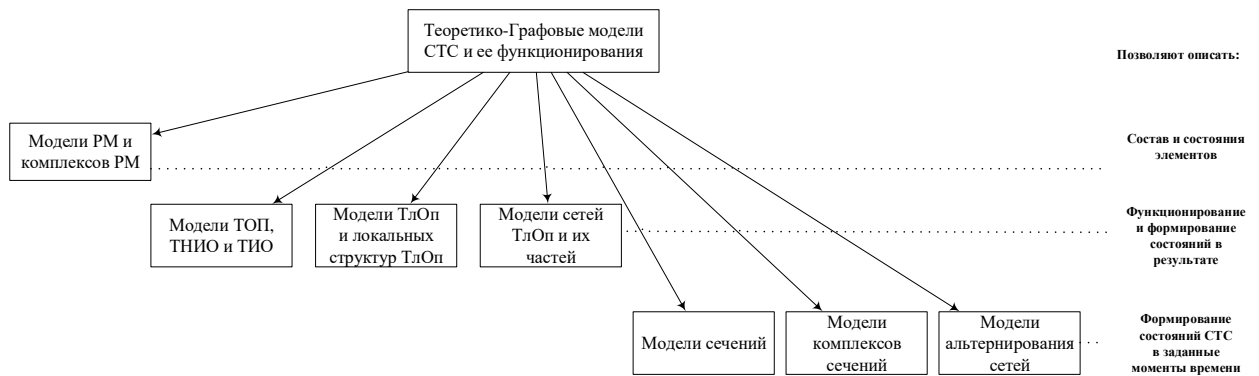 Теоретико-Графовые модели
СТС и ее функционирования
Позволяют описать:
Модели РМ и
комплексов РМ
Состав и состояния
элементов
Модели ТОП,
ТНИО и ТИО
Модели ТлОп
и локальных
структур ТлОп
Модели сетей
ТлОп и их
частей
Функционирование
и формирование
состояний в
результате
Модели сечений
Модели
комплексов
сечений
Модели
альтернирования
сетей
Формирование
состояний СТС
в заданные
моменты времени